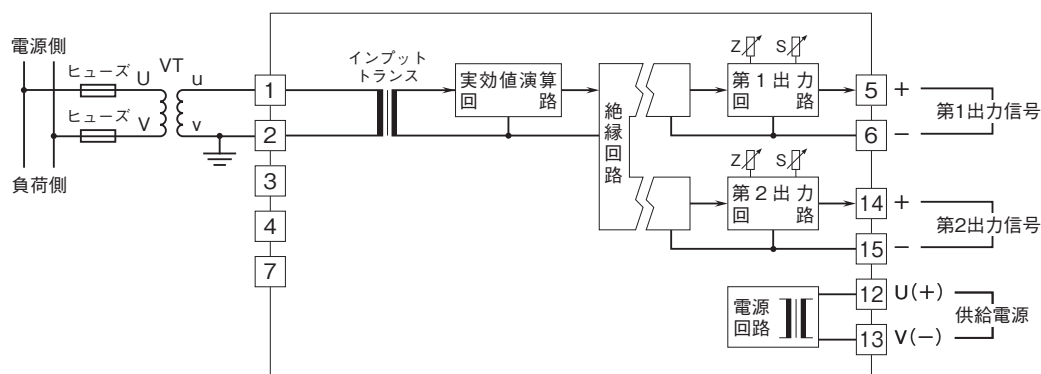 電源側
ヒューズ
U
VT
u
ヒューズ
V
v
負荷側
1
2
3
4
7
インプット
トランス
実効値演算
回 路
絶縁回路
Z
S
第1出力
回 路
5
+
6
−
第1出力信号
Z
S
第2出力
回 路
14
+
15
−
第2出力信号
電源
回路
12
U(+)
13
V(−)
供給電源